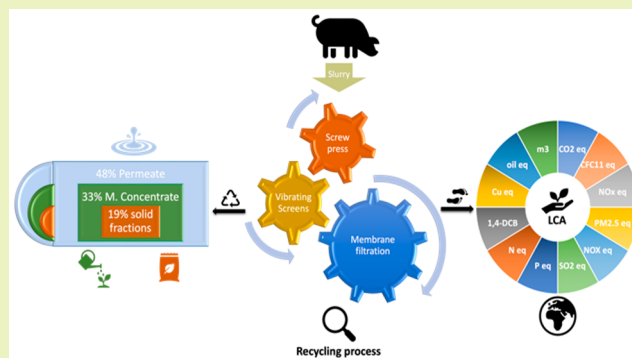 Slurry
Screw
press
Vibrating
Screens
Membrane
filtration
Recycling process
48% Permeate
33% M. Concentrate
19% solid
fractions
m3
CO2 eq
CFC11 eq
NOx eq
PM2.5 eq
NOX eq
SO2 eq
P eq
N eq
1,4-DCB
Cu eq
oil eq
LCA